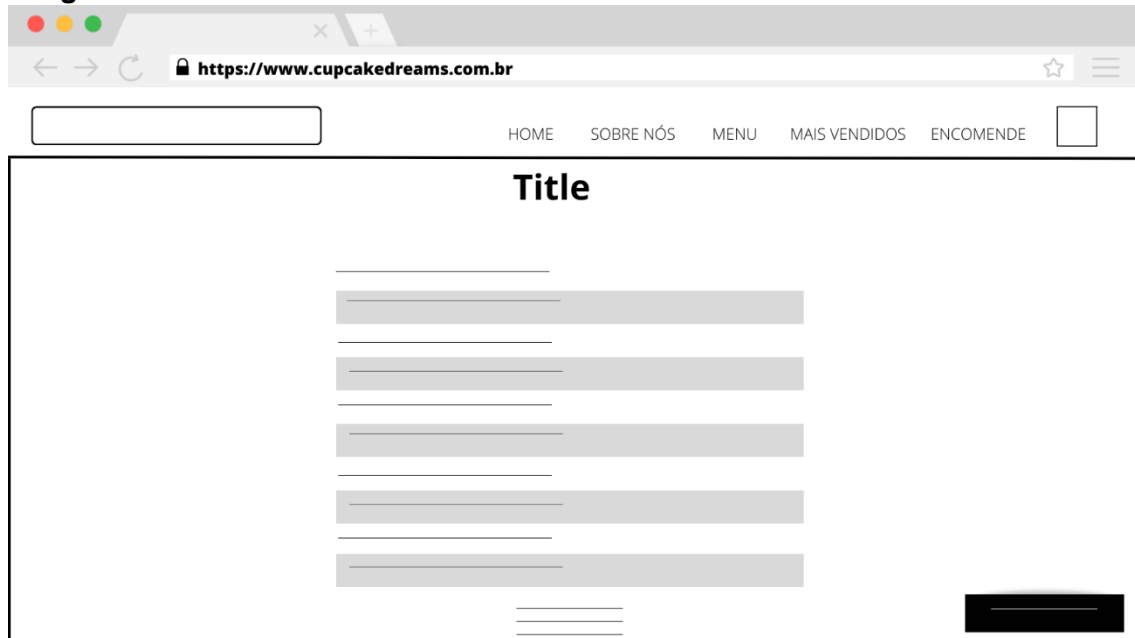 https://www.cupcakedreams.com.br
HOME SOBRE NÓS MENU MAIS VENDIDOS ENCOMENDE
Title